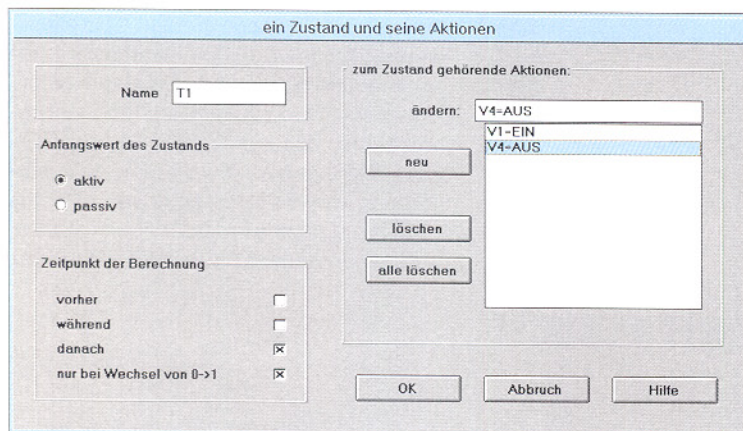 ein Zustand und seine Aktionen
Name T1
Anfangswert des Zustands
aktiv
passiv
Zeitpunkt der Berechnung
vorher
während
danach
nur bei Wechsel von 0->1
zum Zustand gehörende Aktionen:
ändern: V4=AUS
V1=EIN
V4=AUS
neu
löschen
alle löschen
OK Abbruch Hilfe